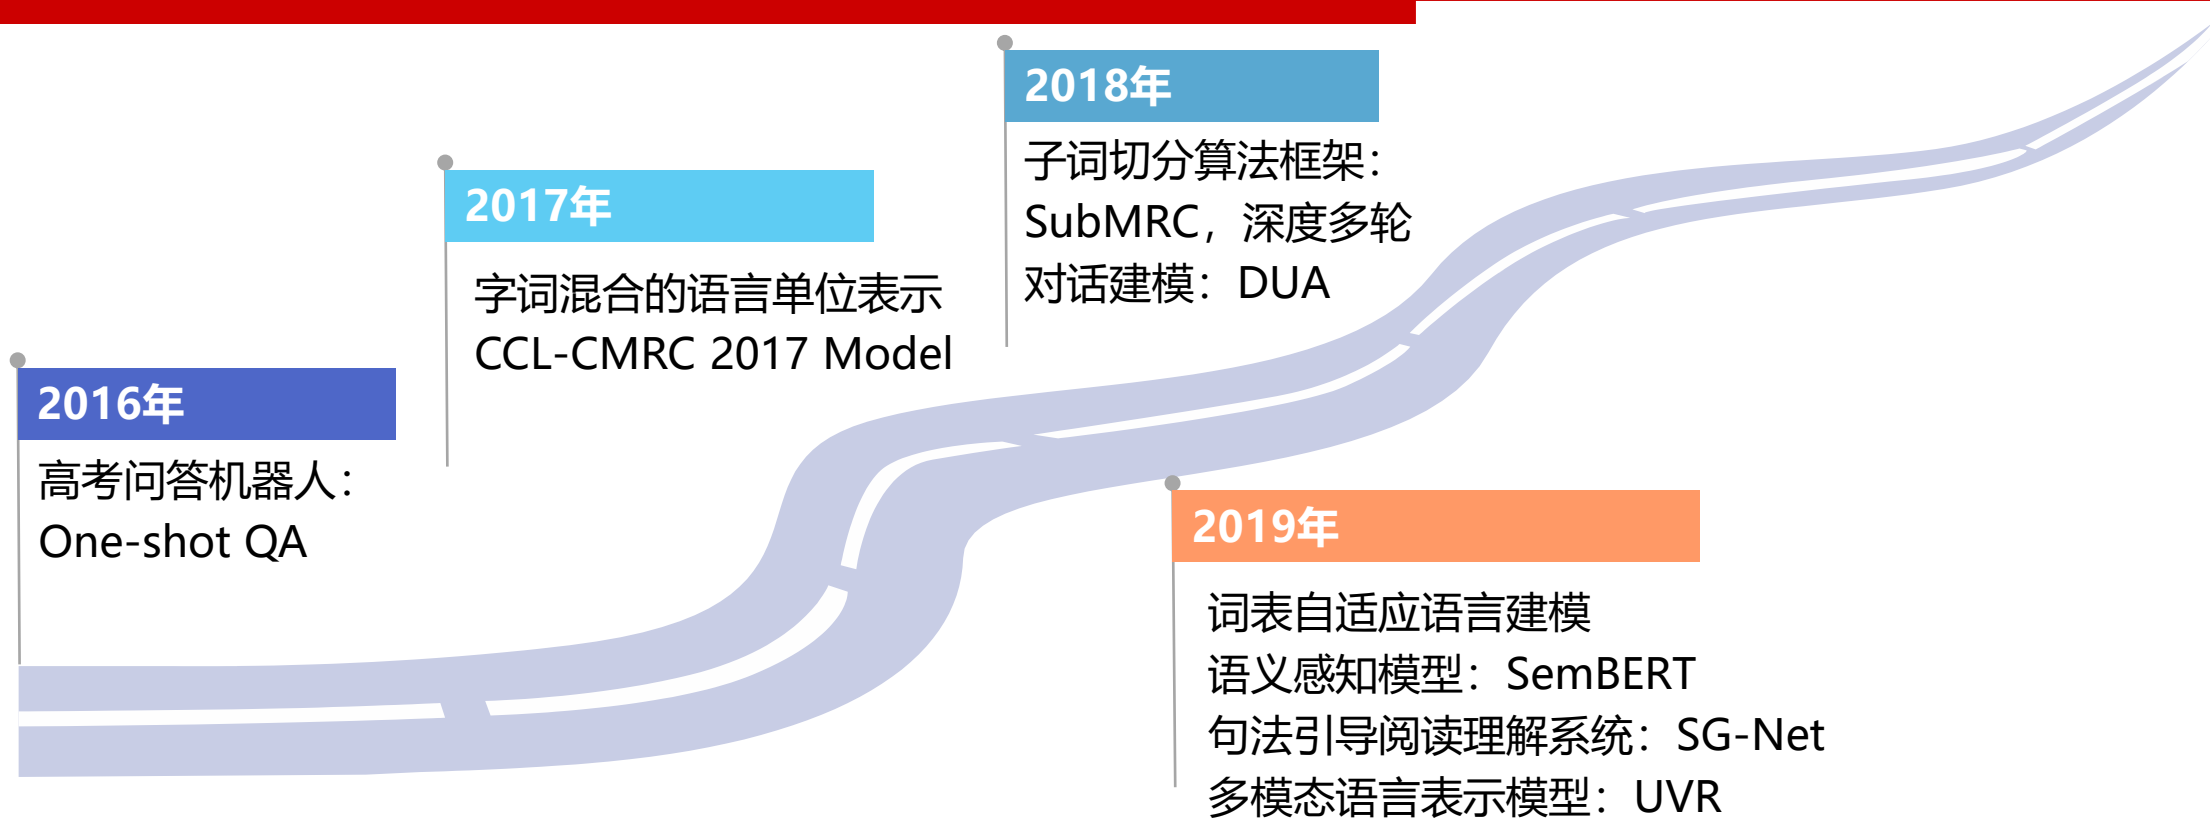 2016年
高考问答机器人：
One-shot QA
2017年
字词混合的语言单位表示
CCL-CMRC 2017 Model
2018年
子词切分算法框架：
SubMRC，深度多轮
对话建模：DUA
2019年
词表自适应语言建模
语义感知模型：SemBERT
句法引导阅读理解系统：SG-Net
多模态语言表示模型：UVR